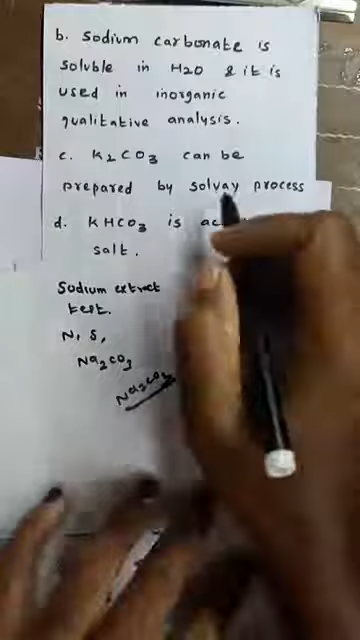 b. Sodium carbonate is
soluble in H2O & it is
used in inorganic
qualitative analysis.
c. K2CO3 can be
prepared by solvay process
d. KHCO3 is
salt.
Sodium extract
test.
N, S,
Na2CO3
Na2CO3